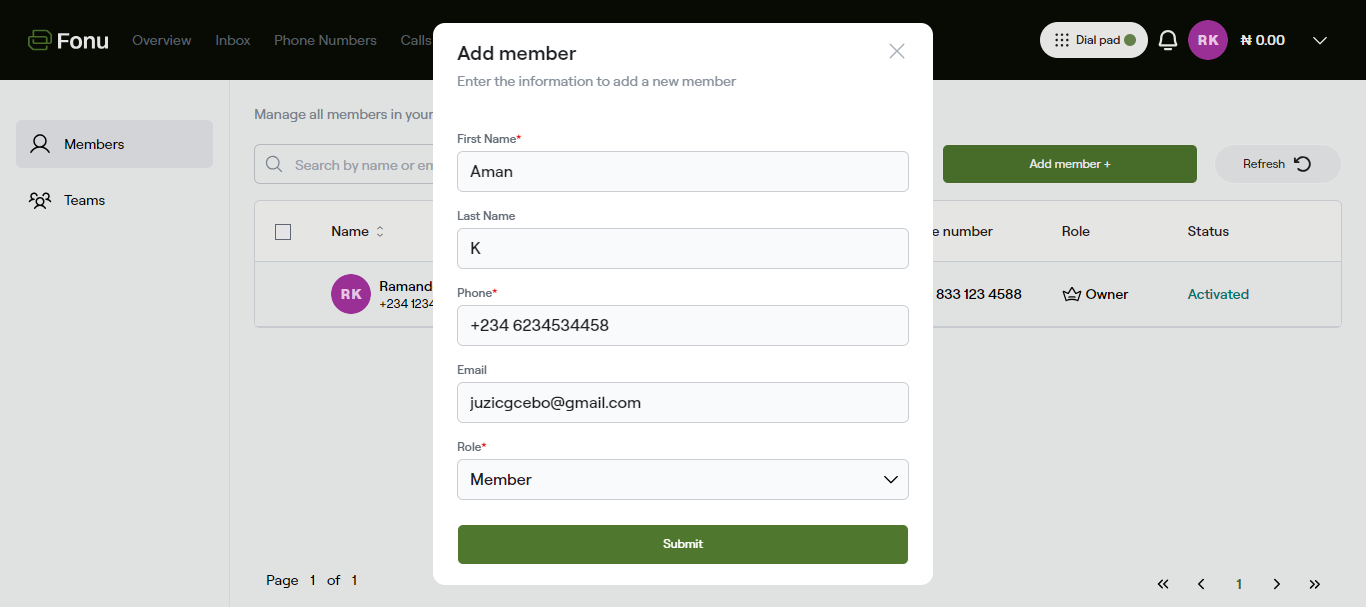 Fonu Overview Inbox Phone Numbers Calls Dial pad RK ₦ 0.00
Members
Teams
Manage all members in your
Search by name or em
Add member +
Refresh
Name
number
Role
Status
RK
Ramand
+234 1234
833 123 4588
Owner
Activated
Page 1 of 1
1
Add member
Enter the information to add a new member
First Name*
Aman
Last Name
K
Phone*
+234 6234534458
Email
juzicgcebo@gmail.com
Role*
Member
Submit